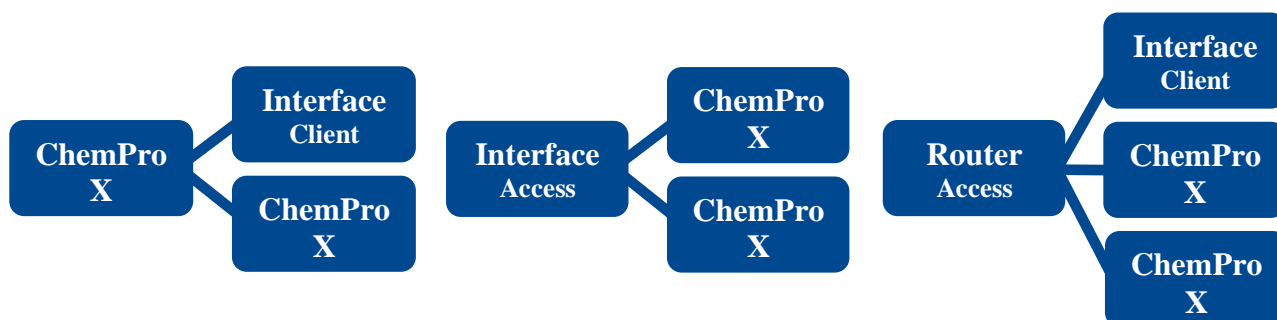 ChemPro
X
Interface
Client
ChemPro
X
Interface
Access
ChemPro
X
ChemPro
X
Router
Access
Interface
Client
ChemPro
X
ChemPro
X